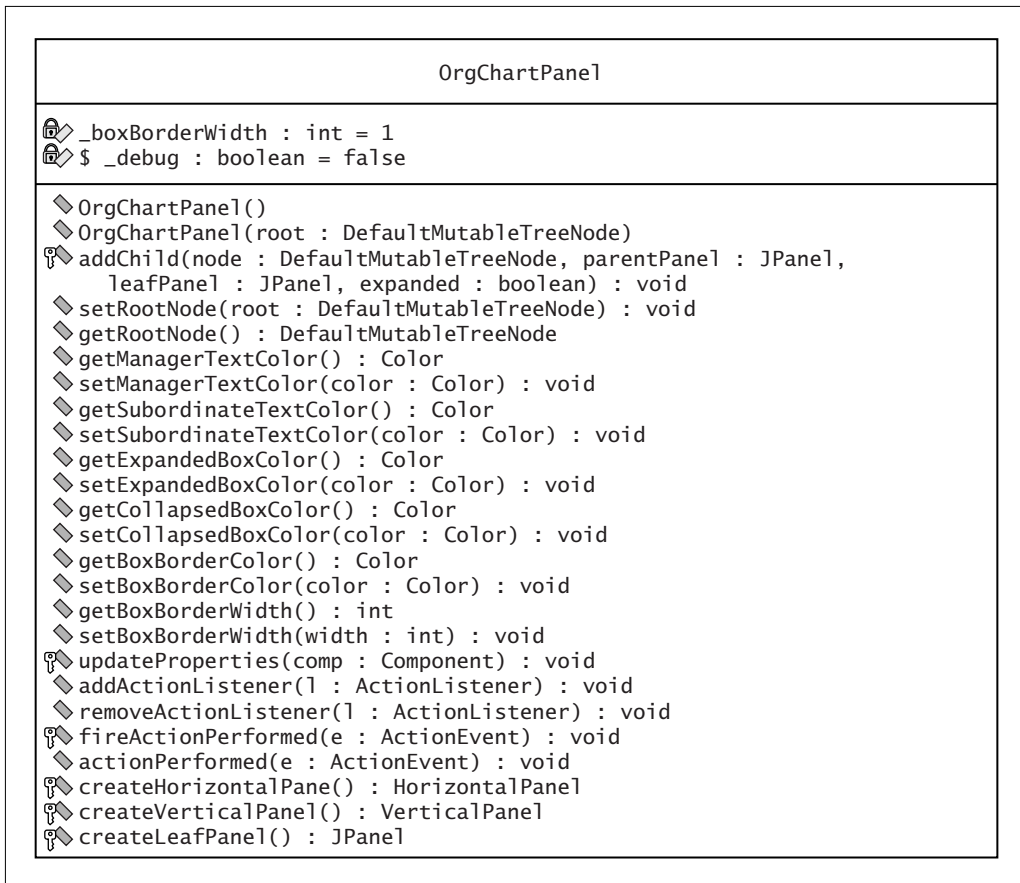 OrgChartPanel
_boxBorderWidth : int = 1
$ _debug : boolean = false
OrgChartPanel()
OrgChartPanel(root : DefaultMutableTreeNode)
addChild(node : DefaultMutableTreeNode, parentPanel : JPanel,
leafPanel : JPanel, expanded : boolean) : void
setRootNode(root : DefaultMutableTreeNode) : void
getRootNode() : DefaultMutableTreeNode
getManagerTextColor() : Color
setManagerTextColor(color : Color) : void
getSubordinateTextColor() : Color
setSubordinateTextColor(color : Color) : void
getExpandedBoxColor() : Color
setExpandedBoxColor(color : Color) : void
getCollapsedBoxColor() : Color
setCollapsedBoxColor(color : Color) : void
getBoxBorderColor() : Color
setBoxBorderColor(color : Color) : void
getBoxBorderWidth() : int
setBoxBorderWidth(width : int) : void
updateProperties(comp : Component) : void
addActionListener(l : ActionListener) : void
removeActionListener(l : ActionListener) : void
fireActionPerformed(e : ActionEvent) : void
actionPerformed(e : ActionEvent) : void
createHorizontalPane() : HorizontalPanel
createVerticalPanel() : VerticalPanel
createLeafPanel() : JPanel